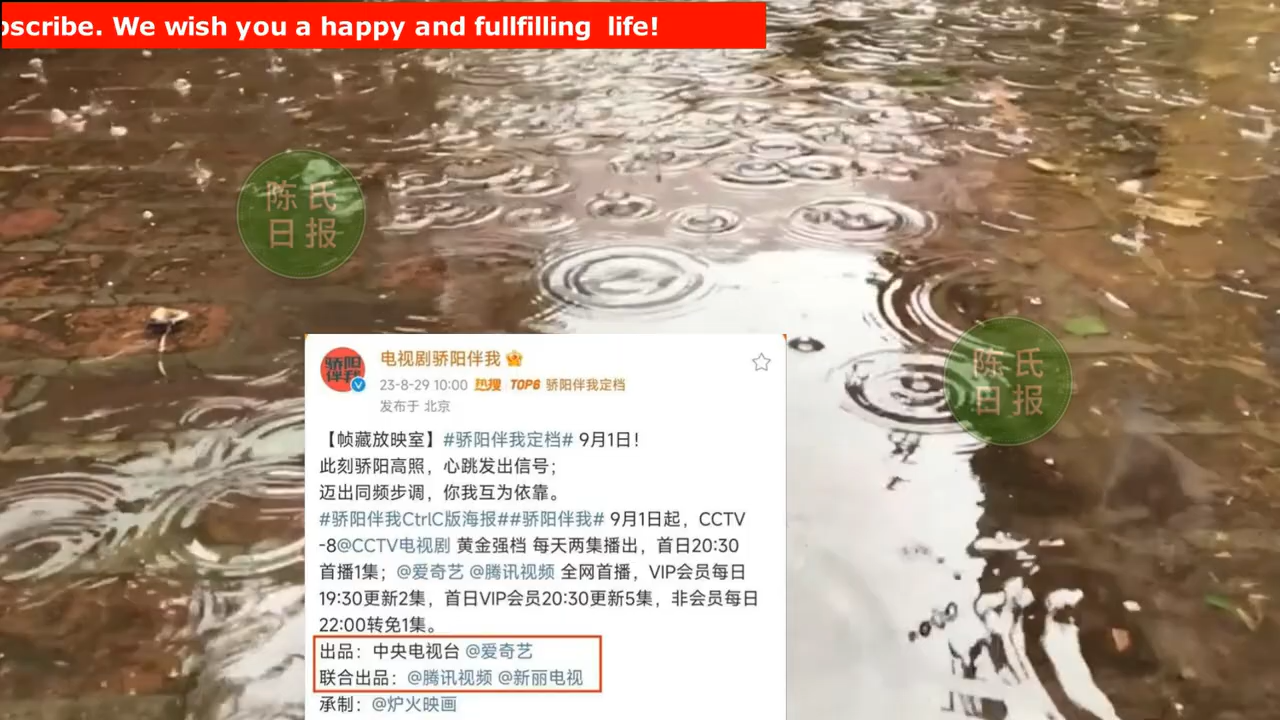 oscribe. We wish you a happy and fullfilling  life!
陈氏
日报
陈氏
日报
骄阳
伴我
电视剧骄阳伴我
23-8-29 10:00 热搜 TOP6 骄阳伴我定档
发布于 北京
【帧藏放映室】#骄阳伴我定档# 9月1日！
此刻骄阳高照，心跳发出信号；
迈出同频步调，你我互为依靠。
#骄阳伴我CtrlC版海报##骄阳伴我# 9月1日起，CCTV
-8@CCTV电视剧 黄金强档 每天两集播出，首日20:30
首播1集；@爱奇艺 @腾讯视频 全网首播，VIP会员每日
19:30更新2集，首日VIP会员20:30更新5集，非会员每日
22:00转免1集。
出品：中央电视台 @爱奇艺
联合出品：@腾讯视频 @新丽电视
承制：@炉火映画